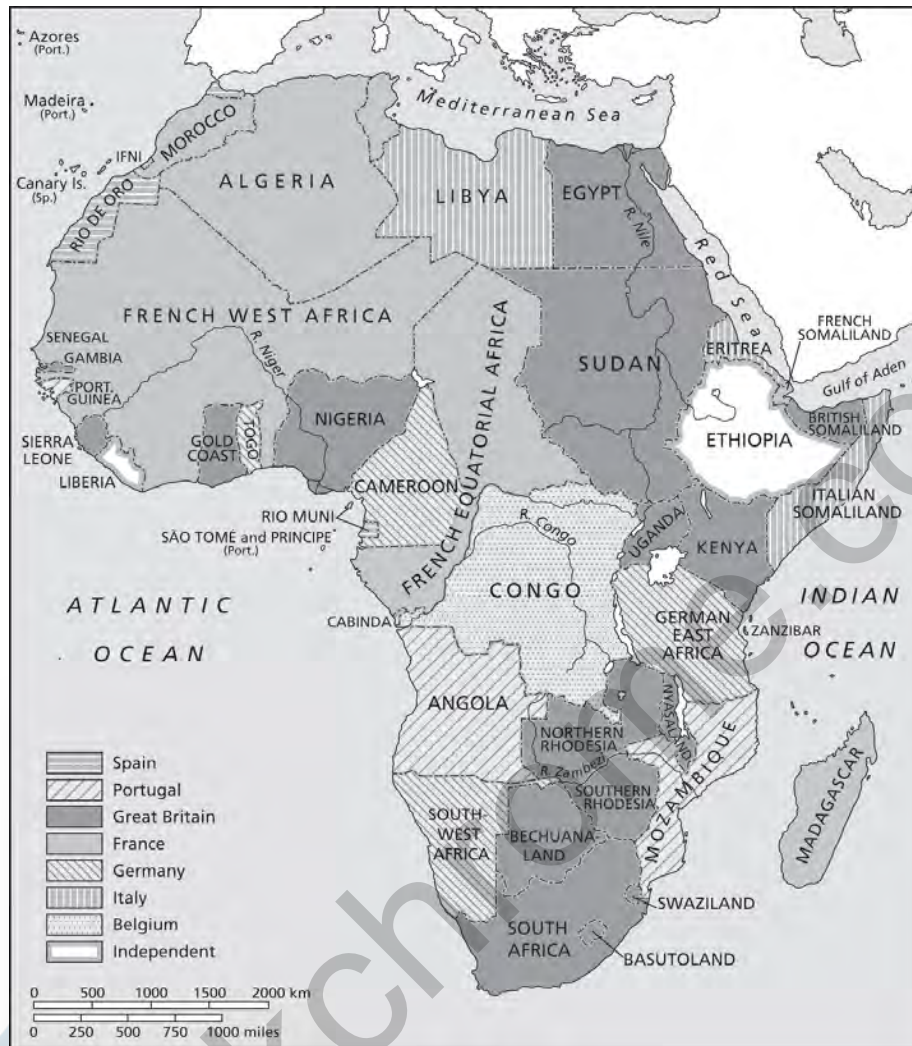 Azores
(Port.)
Madeira
(Port.)
IFNI
Canary Is.
(Sp.)
RIO DE ORO
MOROCCO
ALGERIA
Mediterranean Sea
LIBYA
EGYPT
R. Nile
Red Sea
FRENCH WEST AFRICA
SENEGAL
GAMBIA
PORT.
GUINEA
SIERRA
LEONE
LIBERIA
R. Niger
GOLD
COAST
TOGO
NIGERIA
CAMEROON
FRENCH EQUATORIAL AFRICA
SUDAN
ERITREA
FRENCH
SOMALILAND
Gulf of Aden
BRITISH
SOMALILAND
ETHIOPIA
ITALIAN
SOMALILAND
RIO MUNI
SÃO TOME and PRINCIPE
(Port.)
R. Congo
CONGO
UGANDA
KENYA
ATLANTIC
OCEAN
INDIAN
OCEAN
CABINDA
GERMAN
EAST
AFRICA
ZANZIBAR
ANGOLA
NORTHERN
RHODESIA
NYASALAND
MOZAMBIQUE
R. Zambezi
SOUTHERN
RHODESIA
SOUTH-
WEST
AFRICA
BECHUANA
LAND
MADAGASCAR
SOUTH
AFRICA
SWAZILAND
BASUTOLAND
Spain
Portugal
Great Britain
France
Germany
Italy
Belgium
Independent
0 500 1000 1500 2000 km
0 250 500 750 1000 miles